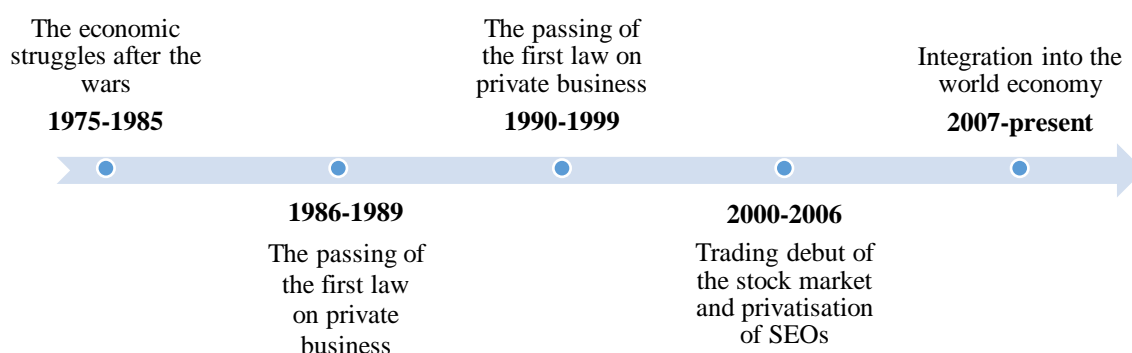 The economic
struggles after the
wars
1975-1985
1986-1989
The passing of
the first law
on private
business
The passing of
the first law on
private business
1990-1999
2000-2006
Trading debut of
the stock market
and privatisation
of SEOs
Integration into the
world economy
2007-present